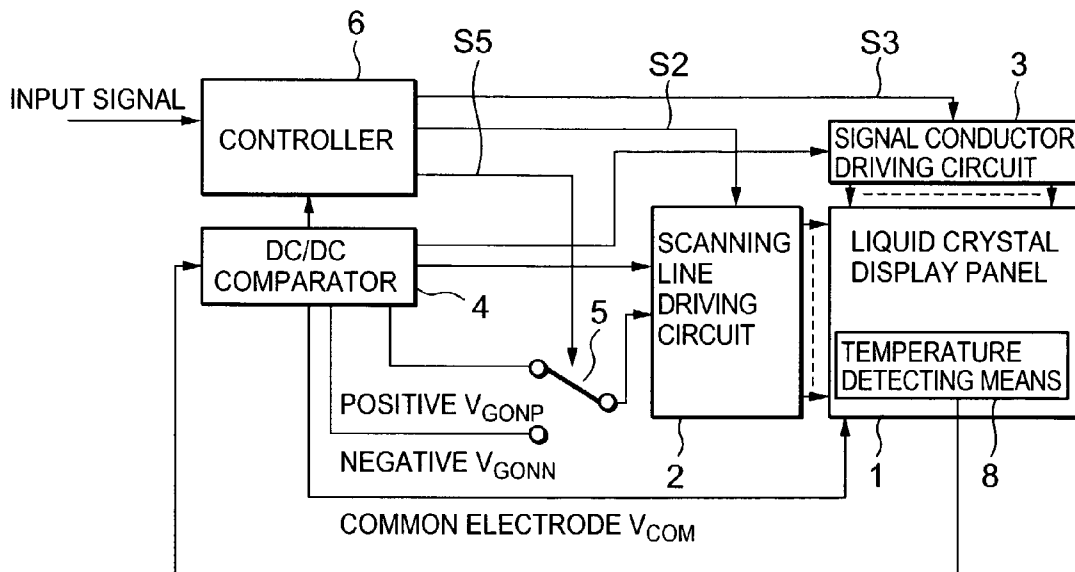 6
S5
S2
S3
3
INPUT SIGNAL
CONTROLLER
SIGNAL CONDUCTOR
DRIVING CIRCUIT
DC/DC
COMPARATOR
4
SCANNING
LINE
DRIVING
CIRCUIT
LIQUID CRYSTAL
DISPLAY PANEL
5
TEMPERATURE
DETECTING MEANS
POSITIVE VGONP
NEGATIVE VGONN
2
1
8
COMMON ELECTRODE VCOM